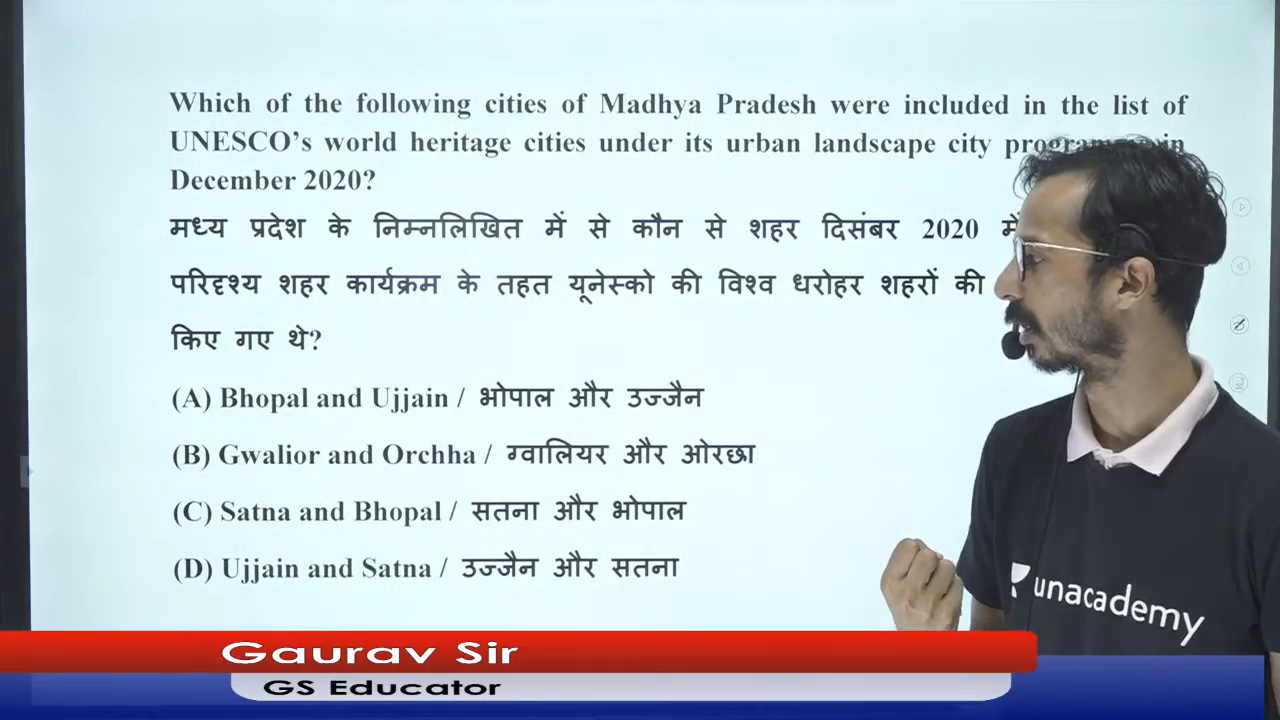 Which of the following cities of Madhya Pradesh were included in the list of
UNESCO's world heritage cities under its urban landscape city in
December 2020?
मध्य प्रदेश के निम्नलिखित में से कौन से शहर दिसंबर 2020 में
परिदृश्य शहर कार्यक्रम के तहत यूनेस्को की विश्व धरोहर शहरों की
किए गए थे?
(A) Bhopal and Ujjain / भोपाल और उज्जैन
(B) Gwalior and Orchha / ग्वालियर और ओरछा
(C) Satna and Bhopal / सतना और भोपाल
(D) Ujjain and Satna / उज्जैन और सतना
unacademy
Gaurav Sir
GS Educator